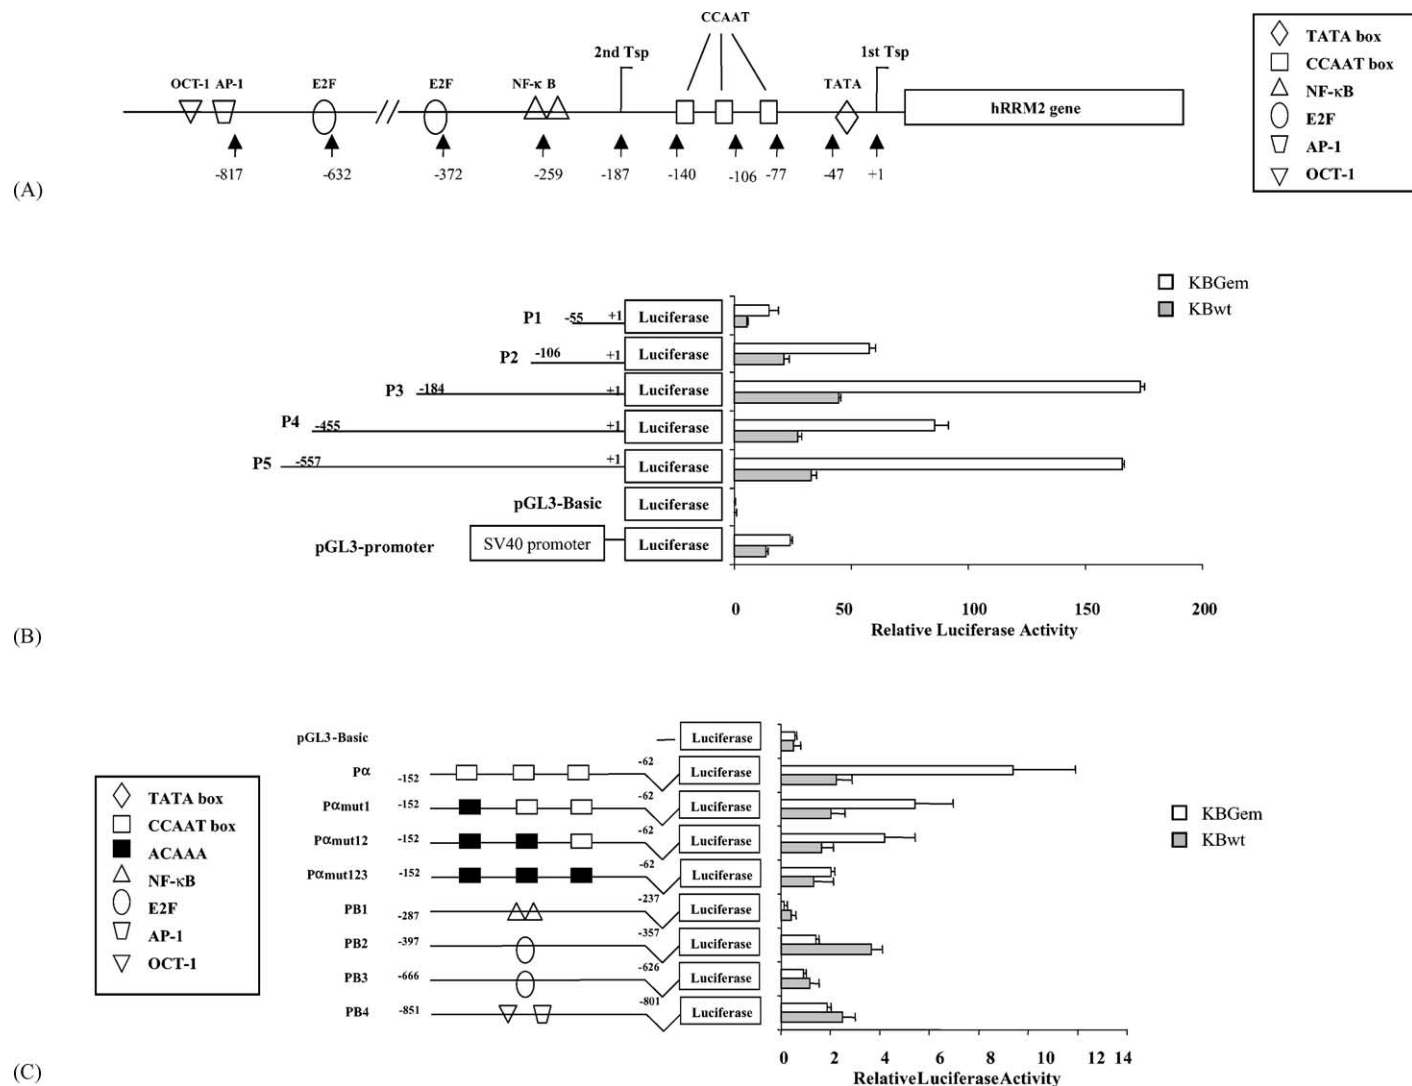 CCAAT
2nd Tsp
1st Tsp
OCT-1 AP-1 E2F E2F NF-κ B TATA
hRRM2 gene
-817 -632 -372 -259 -187 -140 -106 -77 -47 +1
(A)
TATA box
CCAAT box
NF-κB
E2F
AP-1
OCT-1
KBGem
KBwt
P1 -55 +1 Luciferase
P2 -106 +1 Luciferase
P3 -184 +1 Luciferase
P4 -455 +1 Luciferase
P5 -557 +1 Luciferase
pGL3-Basic Luciferase
pGL3-promoter SV40 promoter Luciferase
0 50 100 150 200
Relative Luciferase Activity
(B)
TATA box
CCAAT box
ACAAA
NF-κB
E2F
AP-1
OCT-1
pGL3-Basic Luciferase
Pα -152 -62 Luciferase
Pαmut1 -152 -62 Luciferase
Pαmut12 -152 -62 Luciferase
Pαmut123 -152 -62 Luciferase
PB1 -287 -237 Luciferase
PB2 -397 -357 Luciferase
PB3 -666 -626 Luciferase
PB4 -851 -801 Luciferase
KBGem
KBwt
0 2 4 6 8 10 12 14
Relative Luciferase Activity
(C)